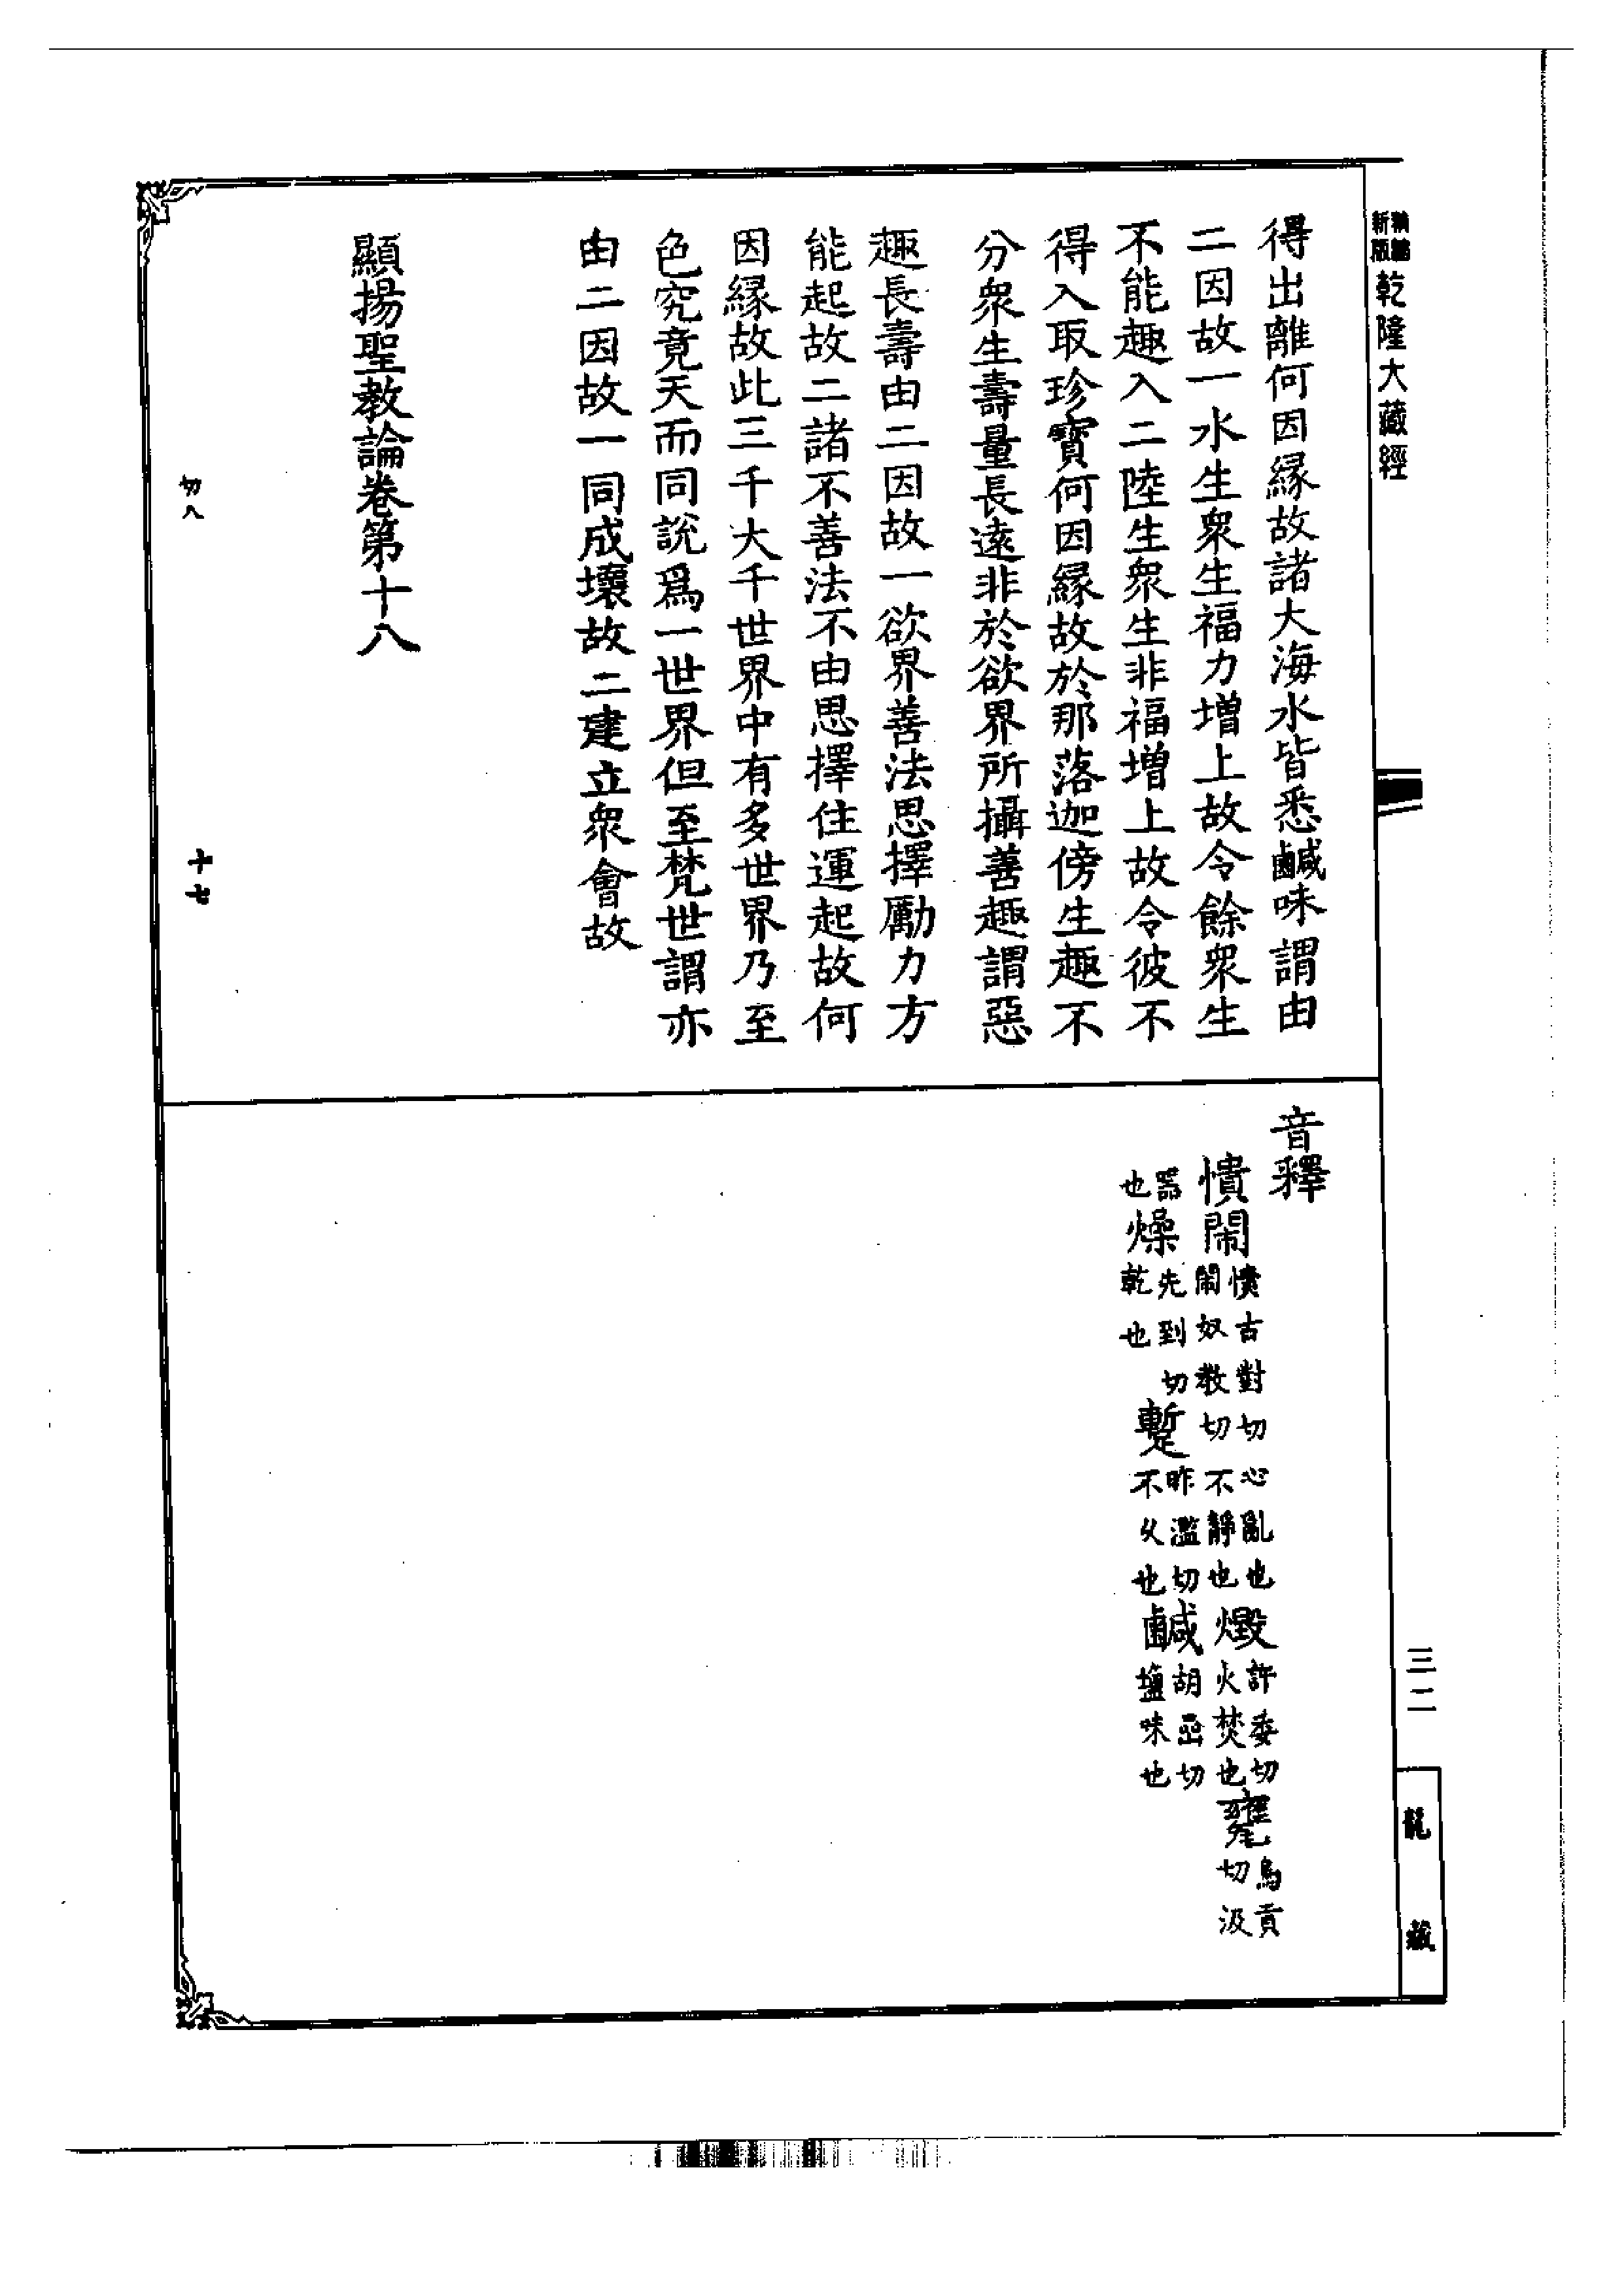 新版精縮乾隆大藏經
得出離何因緣故諸大海水皆悉鹹味謂由
二因故一水生衆生福力增上故令餘衆生
不能趣入二陸生衆生非福增上故令彼不
得入取珍寶何因緣故於那落迦傍生趣不
分衆生壽量長遠非於欲界所攝善趣謂惡
趣長壽由二因故一欲界善法思擇勵力方
能起故二諸不善法不由思擇住運起故何
因緣故此三千大千世界中有多世界乃至
色究竟天而同說爲一世界但至梵世謂亦
由二因故一同成壞故二建立衆會故
顯揚聖教論卷第十八
切八
十七
音釋
憒閙憒古對切心亂也閙奴教切不靜也燬許委切火焚也甕烏貢切汲
器也燥先到切乾也蹔昨濫切不久也鹹胡嵒切鹽味也
三二
龍藏